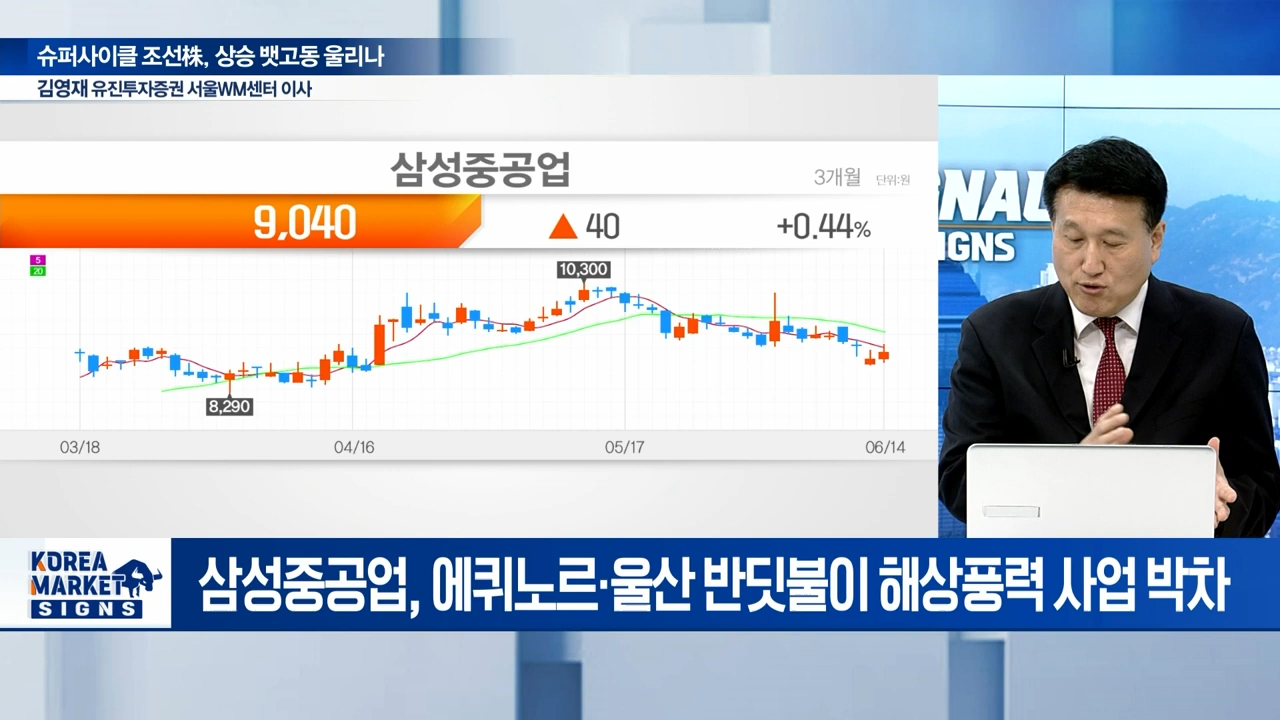 슈퍼사이클 조선株, 상승 뱃고동 울리나
김영재 유진투자증권 서울WM센터 이사
삼성중공업
3개월 단위:원
9,040 ▲ 40 +0.44%
5
20
10,300
8,290
03/18 04/16 05/17 06/14
SIGNS
KOREA
MARKET
SIGNS
삼성중공업, 에퀴노르·울산 반딧불이 해상풍력 사업 박차